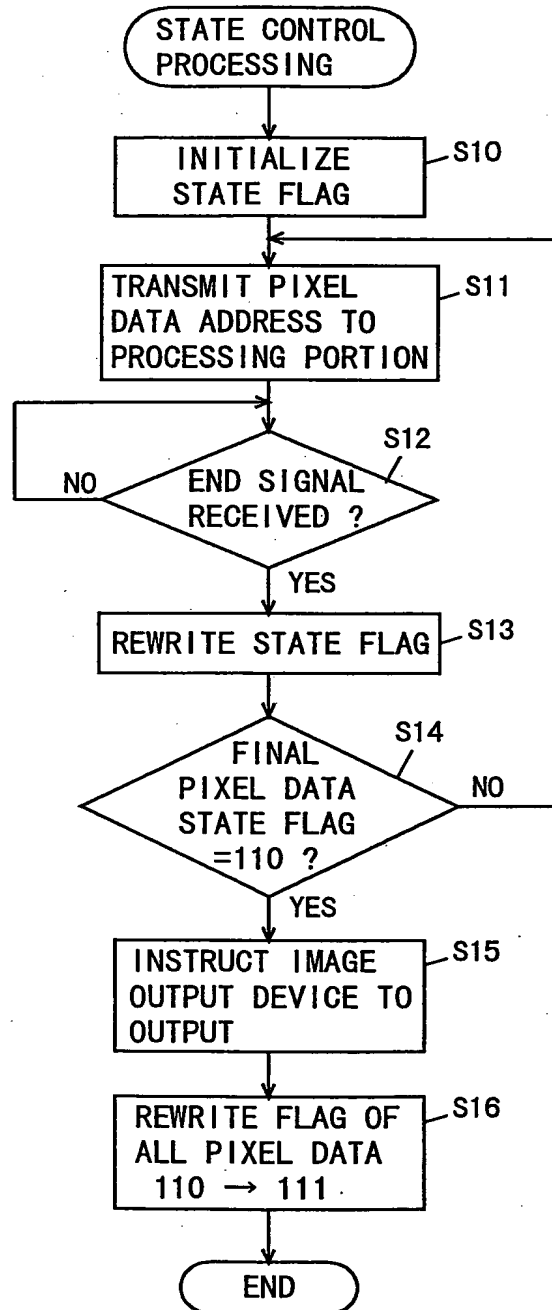 STATE CONTROL
PROCESSING
INITIALIZE
STATE FLAG
S10
TRANSMIT PIXEL
DATA ADDRESS TO
PROCESSING PORTION
S11
END SIGNAL
RECEIVED ?
S12
NO
YES
REWRITE STATE FLAG
S13
FINAL
PIXEL DATA
STATE FLAG
=110 ?
S14
NO
YES
INSTRUCT IMAGE
OUTPUT DEVICE TO
OUTPUT
S15
REWRITE FLAG OF
ALL PIXEL DATA
110 → 111
S16
END